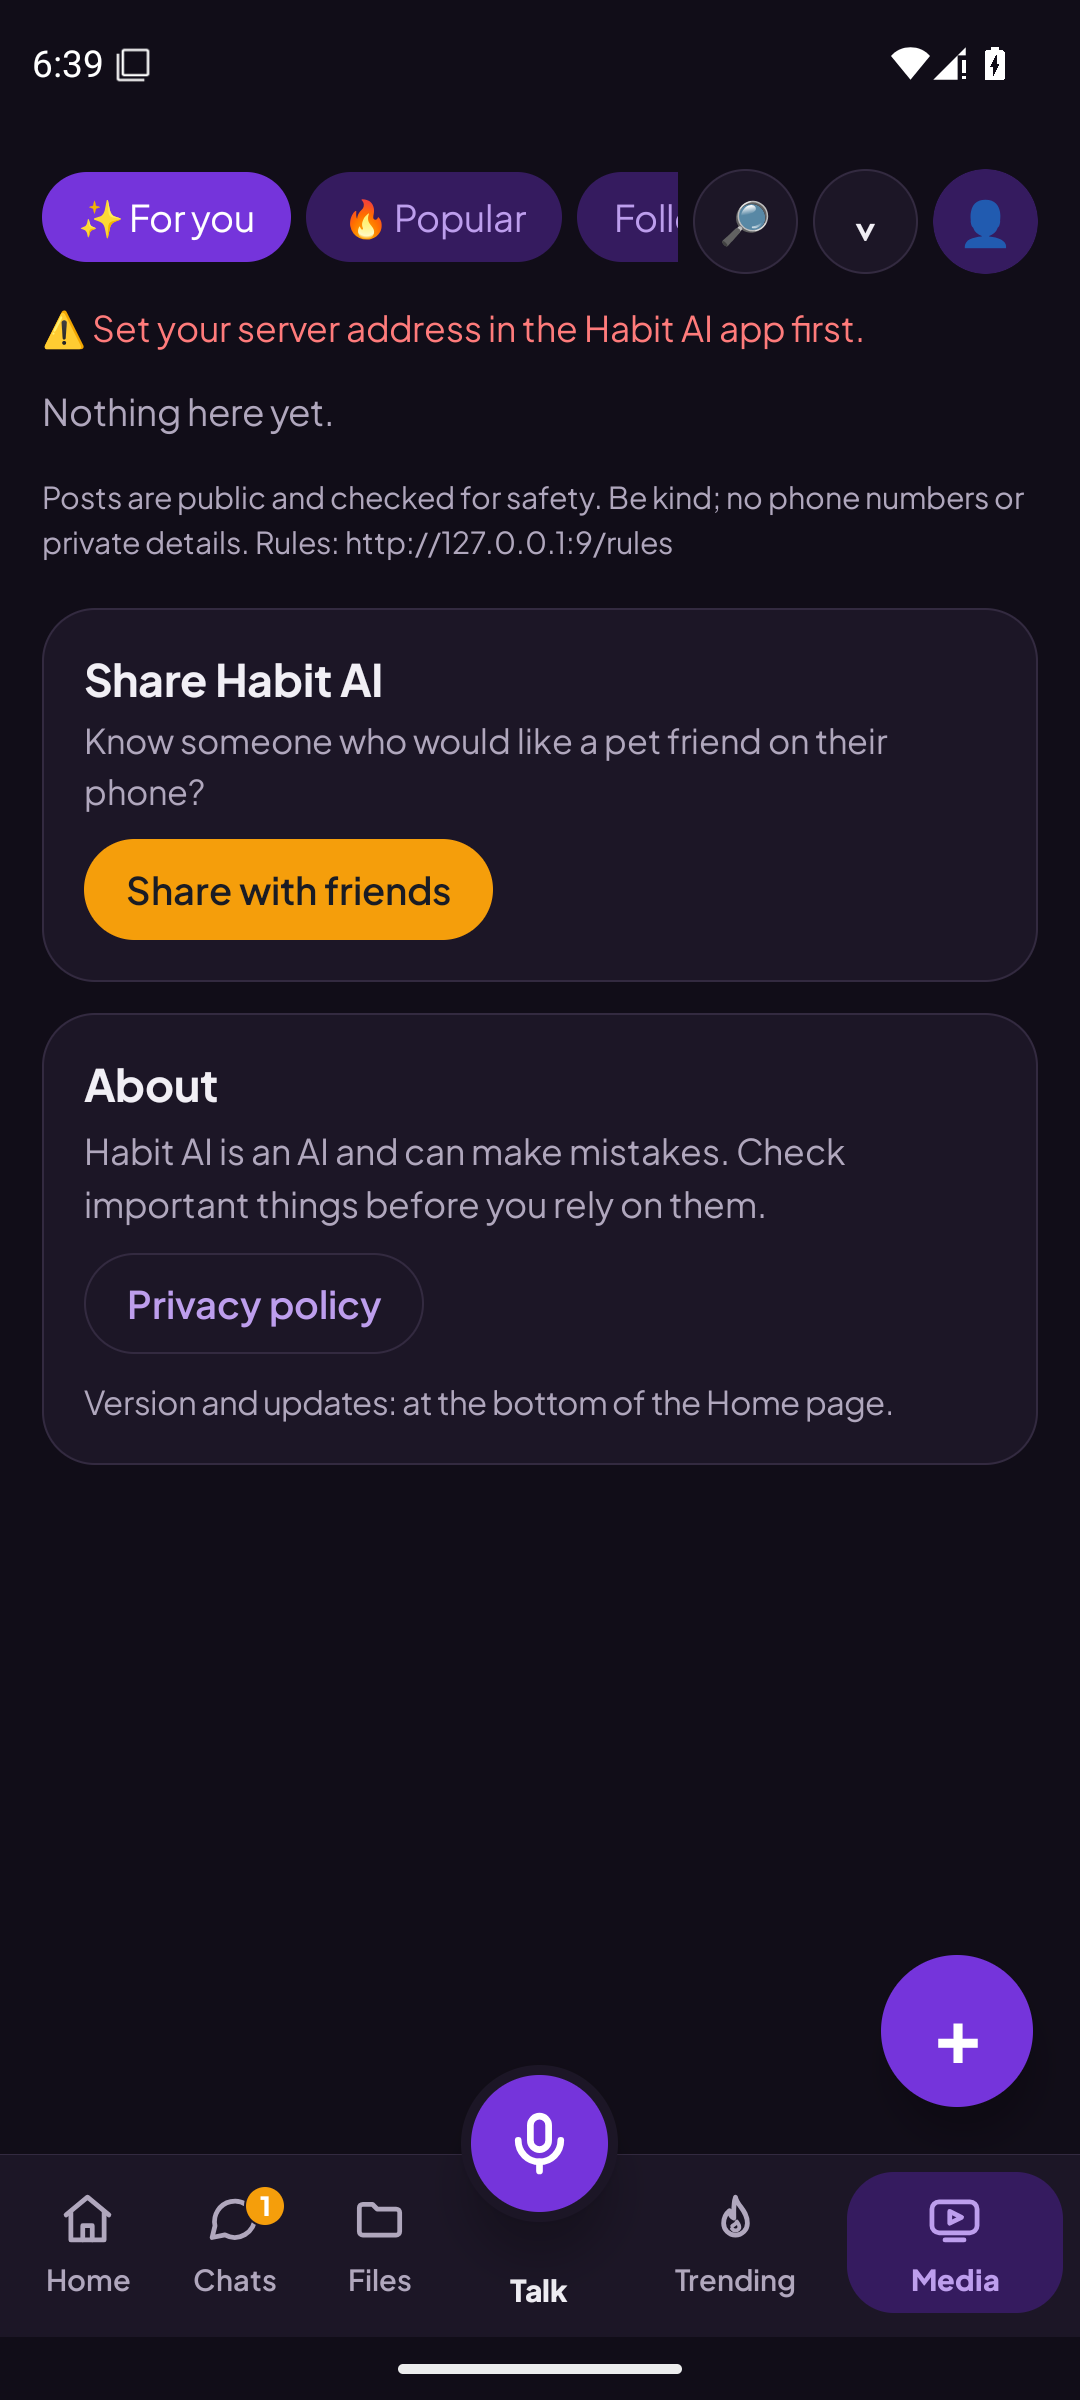 6:39
✨ For you
🔥 Popular
Foll
⚠️ Set your server address in the Habit AI app first.
Nothing here yet.
Posts are public and checked for safety. Be kind; no phone numbers or
private details. Rules: http://127.0.0.1:9/rules
Share Habit AI
Know someone who would like a pet friend on their
phone?
Share with friends
About
Habit AI is an AI and can make mistakes. Check
important things before you rely on them.
Privacy policy
Version and updates: at the bottom of the Home page.
+
1
Home
Chats
Files
Talk
Trending
Media